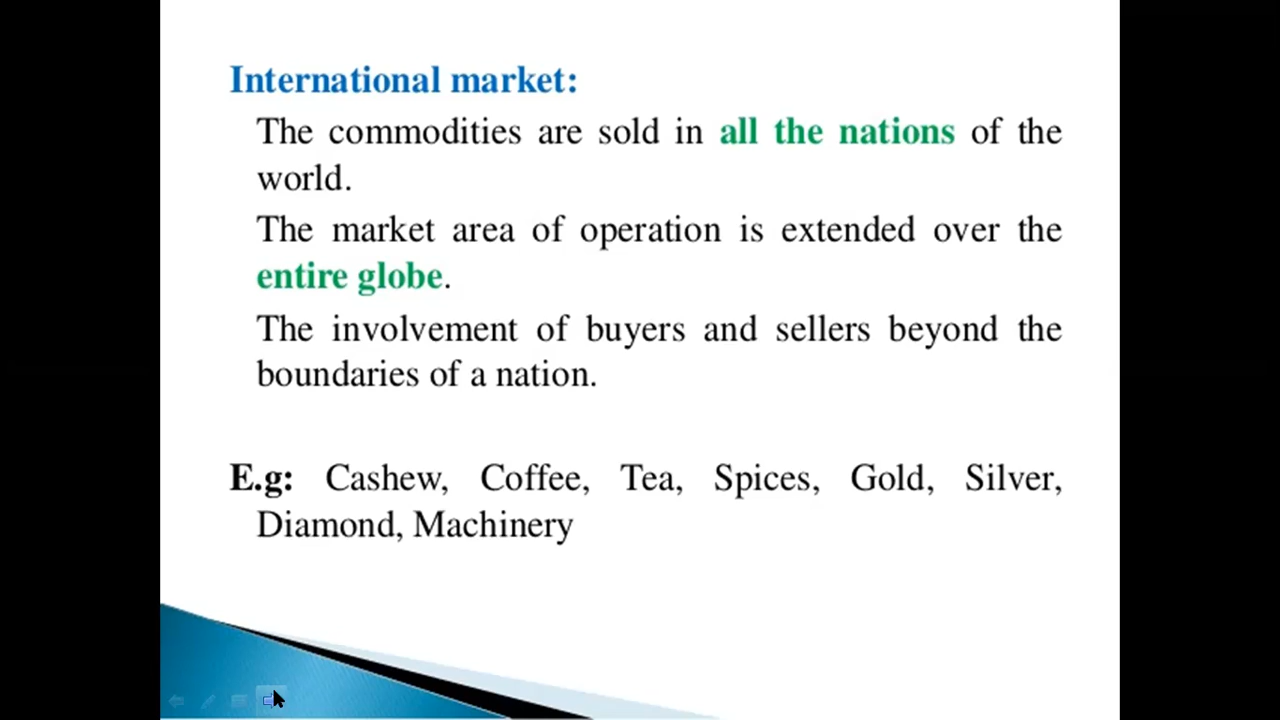 International market:
The commodities are sold in all the nations of the
world.
The market area of operation is extended over the
entire globe.
The involvement of buyers and sellers beyond the
boundaries of a nation.
E.g: Cashew, Coffee, Tea, Spices, Gold, Silver,
Diamond, Machinery